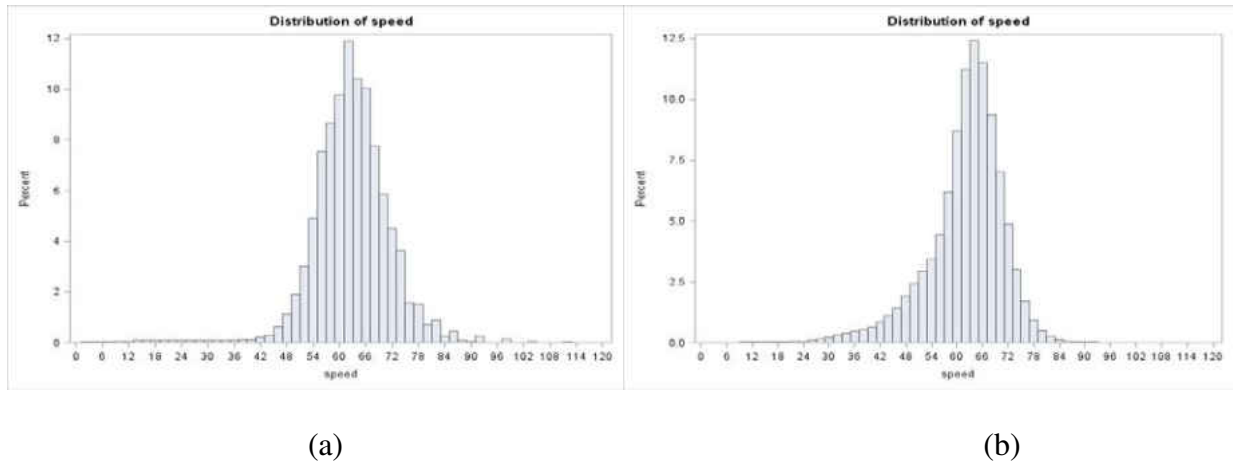 Distribution of speed
12
10
8
6
4
2
0
Percent
0 6 12 18 24 30 36 42 48 54 60 66 72 78 84 90 96 102 108 114 120
speed
(a)
Distribution of speed
12.5
10.0
7.5
5.0
2.5
0.0
Percent
0 6 12 18 24 30 36 42 48 54 60 66 72 78 84 90 96 102 108 114 120
speed
(b)